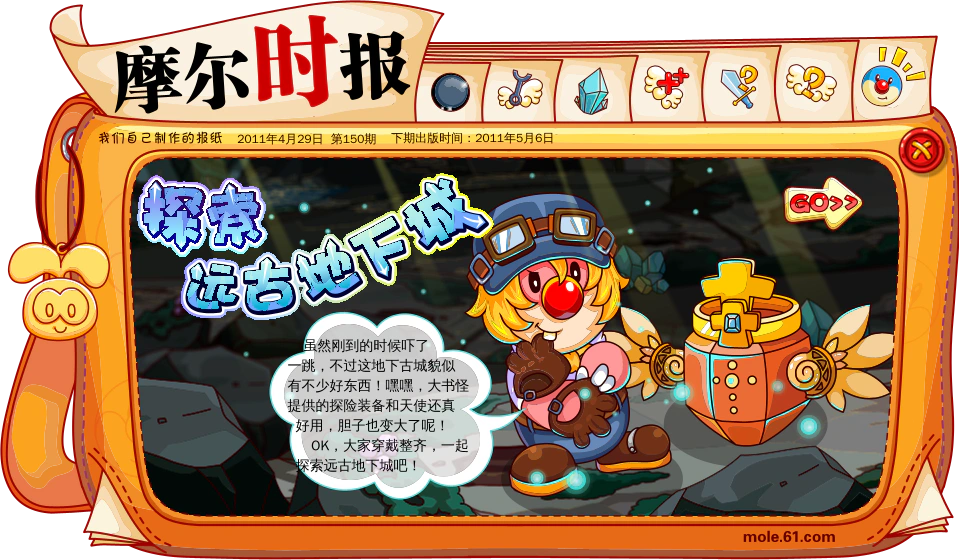 摩尔时报
我们自己制作的报纸 2011年4月29日 第150期 下期出版时间：2011年5月6日
探索
远古地下城
GO>>
虽然刚到的时候吓了
一跳，不过这地下古城貌似
有不少好东西！嘿嘿，大书怪
提供的探险装备和天使还真
好用，胆子也变大了呢！
OK，大家穿戴整齐，一起
探索远古地下城吧！
mole.61.com